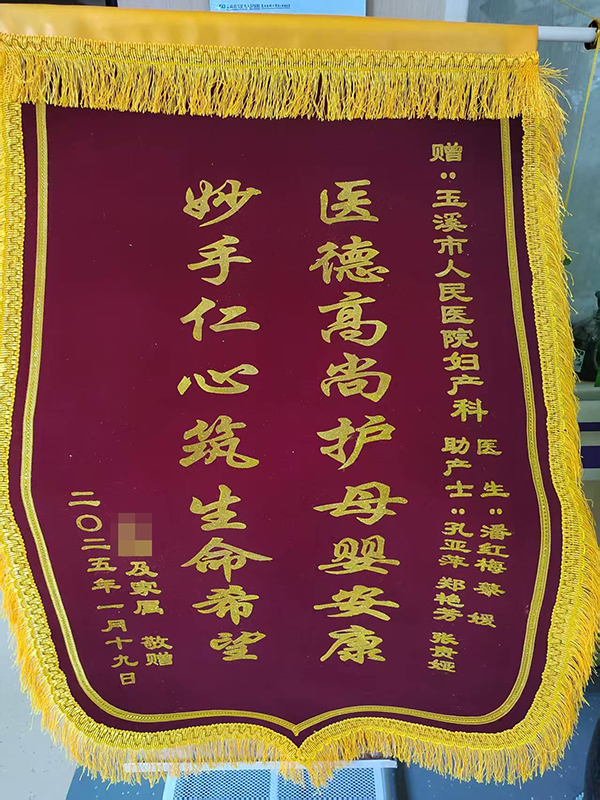 赠"玉溪市人民医院妇产科
医生"潘红梅 蔡媛
助产士"孔亚萍 郑艳芳 张贵娅
医德高尚护母婴安康
妙手仁心筑生命希望
及家属 敬赠
二〇二五年一月十九日